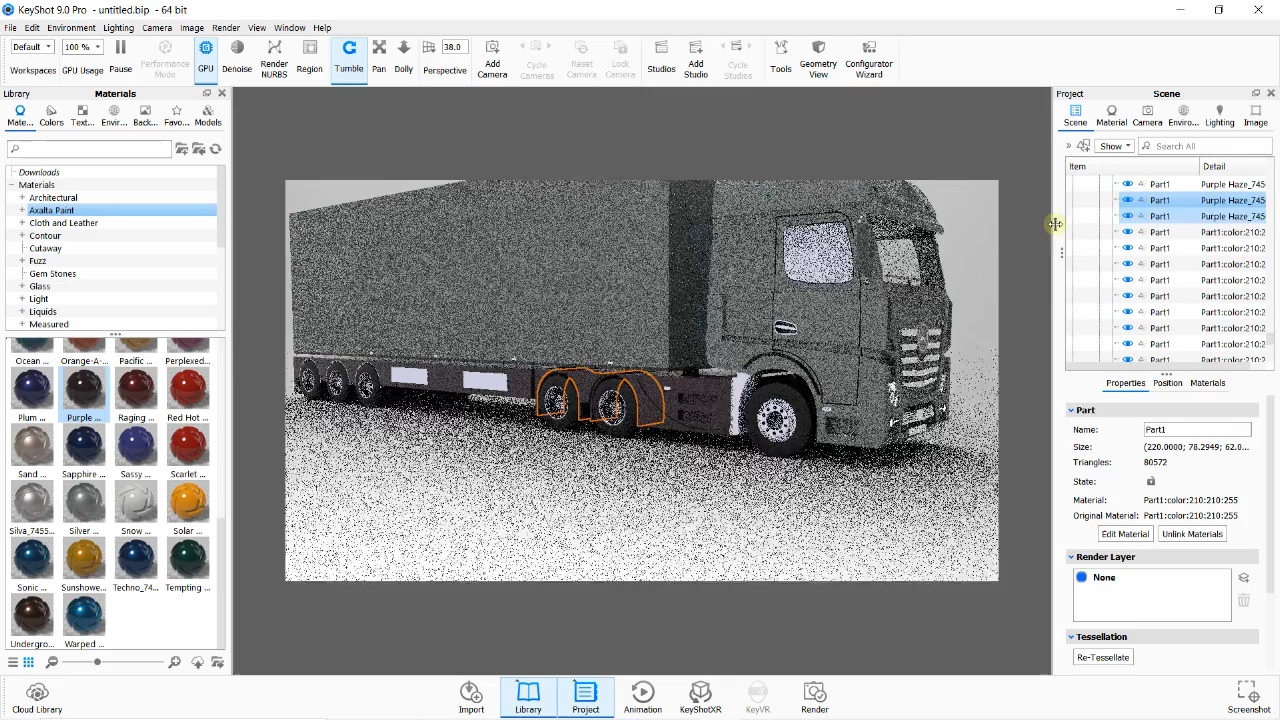 KeyShot 9.0 Pro - untitled.bip - 64 bit
File Edit Environment Lighting Camera Image Render View Window Help
Default 100 % 38.0
Workspaces GPU Usage Pause Performance Mode GPU Denoise Render NURBS Region Tumble Pan Dolly Perspective Add Camera Cycle Cameras Reset Camera Lock Camera Studios Add Studio Cycle Studios Tools Geometry View Configurator Wizard
Library Materials
Mate... Colors Text... Envir... Back... Favo... Models
Downloads
Materials
Architectural
Axalta Paint
Cloth and Leather
Contour
Cutaway
Fuzz
Gem Stones
Glass
Light
Liquids
Measured
Ocean ... Orange-A-... Pacific ... Perplexed...
Plum ... Purple ... Raging ... Red Hot ...
Sand ... Sapphire ... Sassy ... Scarlet ...
Silva_7455... Silver ... Snow ... Solar ...
Sonic ... Sunshowe... Techno_74... Tempting ...
Undergro... Warped ...
Project Scene
Scene Material Camera Enviro... Lighting Image
» Show Search All
Item Detail
Part1 Purple Haze_745
Part1 Purple Haze_745
Part1 Purple Haze_745
Part1 Part1:color:210:2
Part1 Part1:color:210:2
Part1 Part1:color:210:2
Part1 Part1:color:210:2
Part1 Part1:color:210:2
Part1 Part1:color:210:2
Part1 Part1:color:210:2
Part1 Part1:color:210:2
Part1 Part1:color:210:2
Properties Position Materials
Part
Name: Part1
Size: (220.0000; 78.2949; 62.0...
Triangles: 80572
State:
Material: Part1:color:210:210:255
Original Material: Part1:color:210:210:255
Edit Material Unlink Materials
Render Layer
None
Tessellation
Re-Tessellate
Cloud Library Import Library Project Animation KeyShotXR KeyVR Render Screenshot